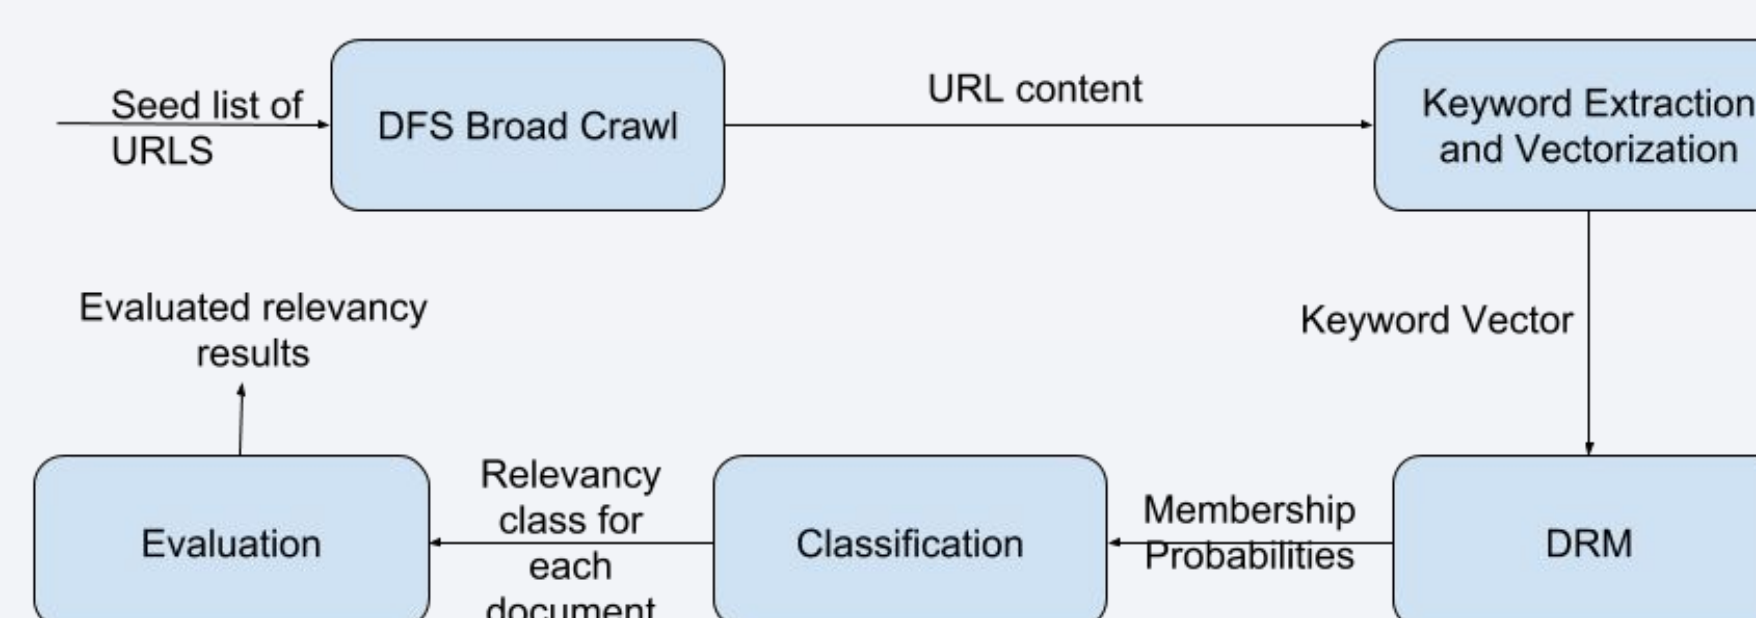 Seed list of
URLS
DFS Broad Crawl
URL content
Keyword Extraction
and Vectorization
Keyword Vector
DRM
Membership
Probabilities
Classification
Relevancy
class for
each
document
Evaluation
Evaluated relevancy
results